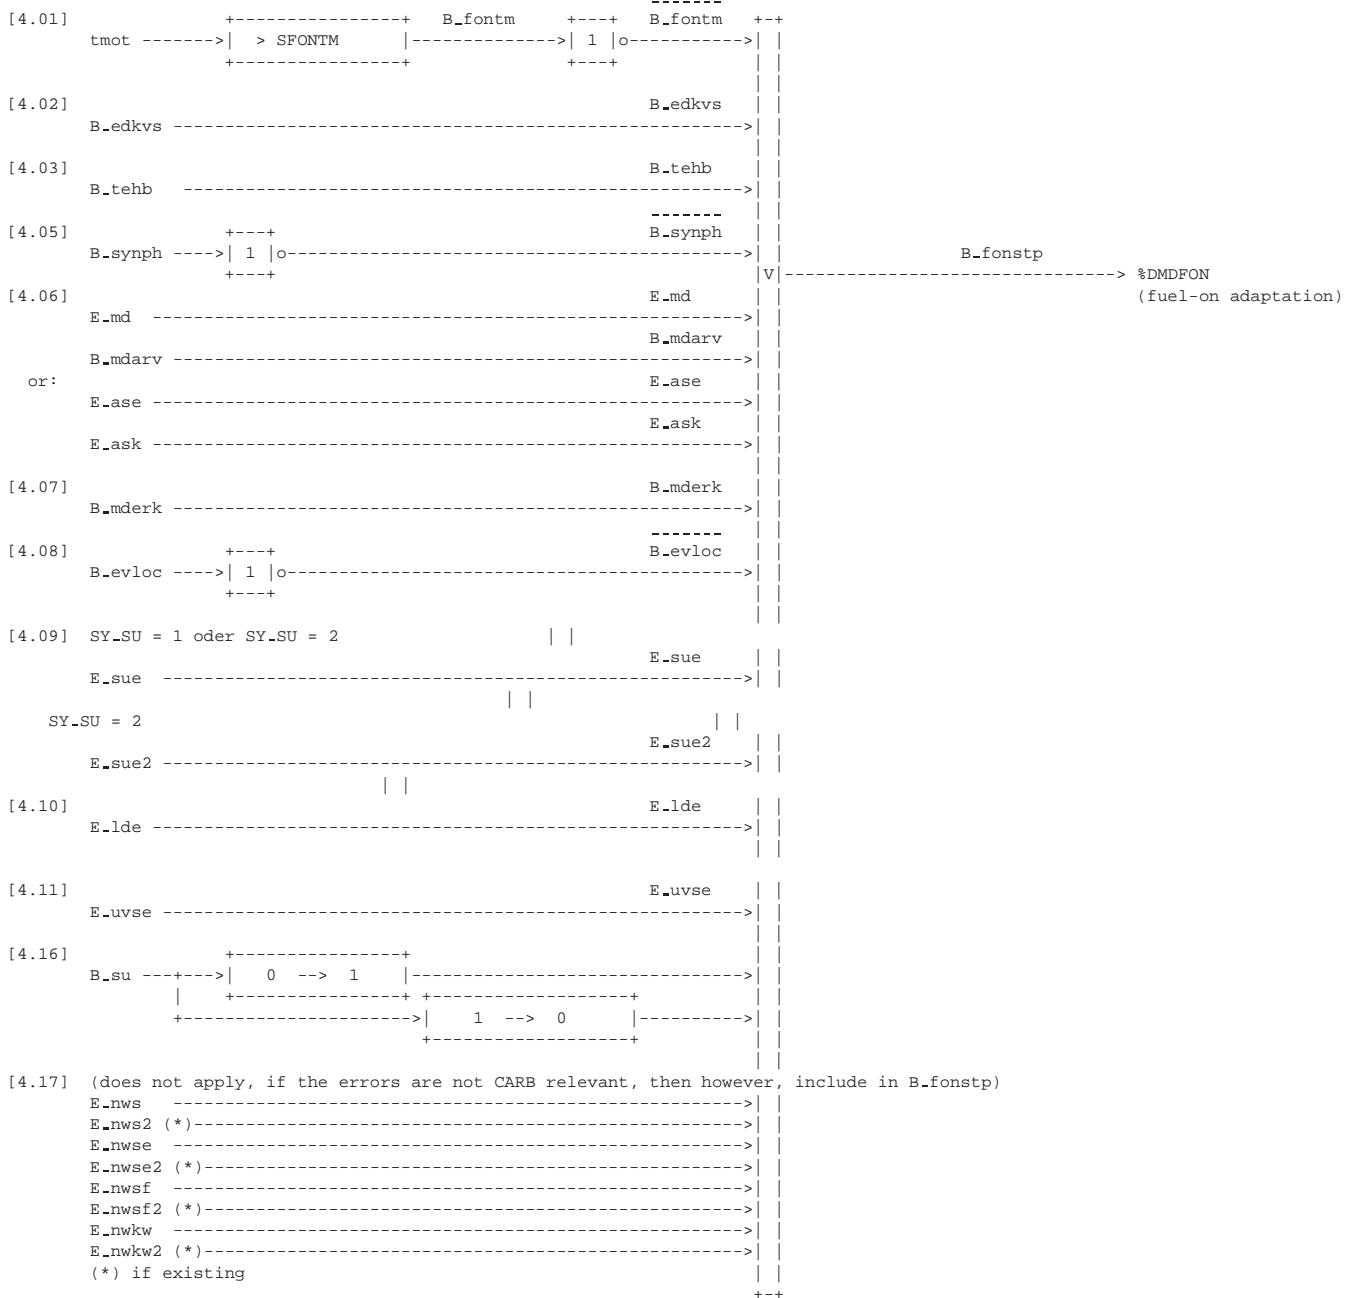 -------
[4.01]               +----------------+   B_fontm     +---+   B_fontm   +-+
        tmot ------->|  > SFONTM      |-------------->| 1 |o----------->| |
                     +----------------+               +---+             | |
                                                                        | |
[4.02]                                                        B_edkvs   | |
        B_edkvs ------------------------------------------------------->| |
                                                                        | |
[4.03]                                                        B_tehb    | |
        B_tehb   ------------------------------------------------------>| |
                                                              -------   | |
[4.05]               +---+                                    B_synph   | |
        B_synph ---->| 1 |o-------------------------------------------->| |                 B_fonstp
                     +---+                                              |V|--------------------------------> %DMDFON
[4.06]                                                        E_md      | |                                  (fuel-on adaptation)
        E_md  --------------------------------------------------------->| |
                                                              B_mdarv   | |
        B_mdarv ------------------------------------------------------->| |
  or:                                                         E_ase     | |
        E_ase --------------------------------------------------------->| |
                                                              E_ask     | |
        E_ask --------------------------------------------------------->| |
                                                                        | |
[4.07]                                                        B_mderk   | |
        B_mderk ------------------------------------------------------->| |
                                                              -------   | |
[4.08]               +---+                                    B_evloc   | |
        B_evloc ---->| 1 |o-------------------------------------------->| |
                     +---+                                              | |
                                                                        | |
[4.09]  SY_SU = 1 oder SY_SU = 2                    | |
                                                              E_sue     | |
        E_sue  -------------------------------------------------------->| |
                                                | |
    SY_SU = 2                                                       | |
                                                              E_sue2    | |
        E_sue2 -------------------------------------------------------->| |
                                    | |
[4.10]                                                        E_lde     | |
        E_lde --------------------------------------------------------->| |
                                                                        | |
[4.11]                                                        E_uvse    | |
        E_uvse -------------------------------------------------------->| |
                                                                        | |
[4.16]               +----------------+                                 | |
        B_su ---+--->|   0  -->  1    |-------------------------------->| |
                |    +----------------+ +-------------------+           | |
                +---------------------->|    1  -->  0      |---------->| |
                                        +-------------------+           | |
                                                                        | |
[4.17]  (does not apply, if the errors are not CARB relevant, then however, include in B_fonstp)
        E_nws   ------------------------------------------------------->| |
        E_nws2 (*)----------------------------------------------------->| |
        E_nwse  ------------------------------------------------------->| |
        E_nwse2 (*)---------------------------------------------------->| |
        E_nwsf  ------------------------------------------------------->| |
        E_nwsf2 (*)---------------------------------------------------->| |
        E_nwkw  ------------------------------------------------------->| |
        E_nwkw2 (*)---------------------------------------------------->| |
        (*) if existing                                                 | |
                                                                        +-+